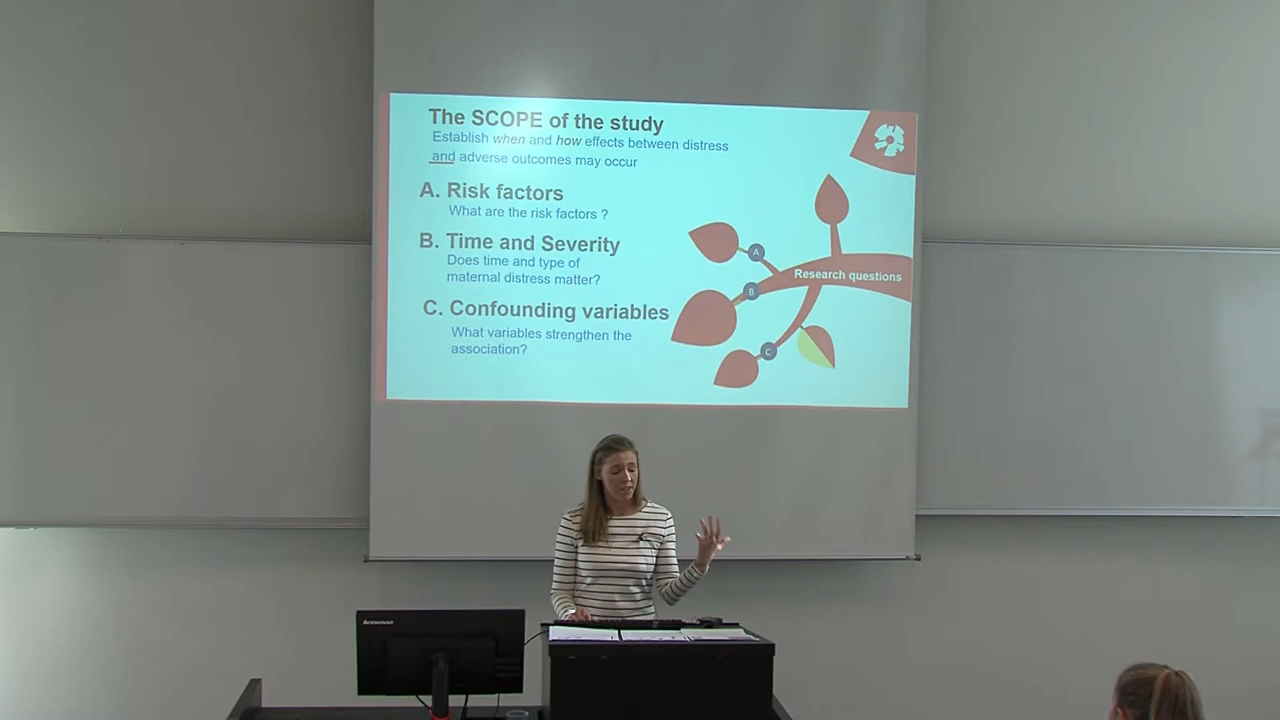 The SCOPE of the study
Establish when and how effects between distress
and adverse outcomes may occur
A. Risk factors
What are the risk factors ?
B. Time and Severity
Does time and type of
maternal distress matter?
C. Confounding variables
What variables strengthen the
association?
A
B
C
Research questions
lenovo